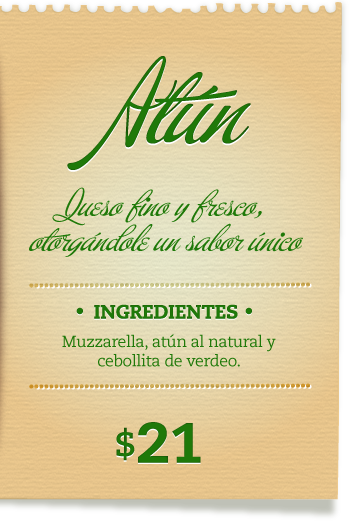 Atún
Queso fino y fresco,
otorgándole un sabor único
• INGREDIENTES •
Muzzarella, atún al natural y
cebollita de verdeo.
$21